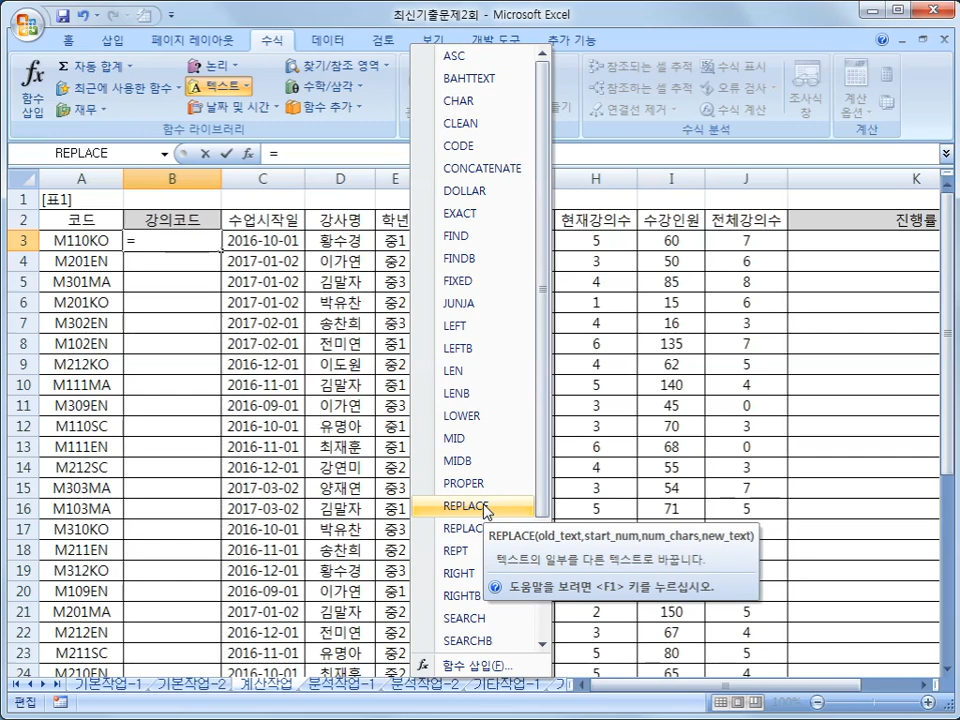 최신기출문제2회 - Microsoft Excel
홈 삽입 페이지 레이아웃 수식 데이터 검토 보기 개발 도구 추가 기능
fx 함수 삽입
Σ 자동 합계
최근에 사용한 함수
재무
논리
텍스트
날짜 및 시간
찾기/참조 영역
수학/삼각
함수 추가
함수 라이브러리
참조되는 셀 추적
참조하는 셀 추적
연결선 제거
수식 표시
오류 검사
수식 계산
수식 분석
조사식 창
계산 옵션
계산
REPLACE fx =
A B C D E H I J K
1 [표1]
2 코드 강의코드 수업시작일 강사명 학년 현재강의수 수강인원 전체강의수 진행률
3 M110KO = 2016-10-01 황수경 중1 5 60 7
4 M201EN 2017-01-02 이가연 중2 3 50 6
5 M301MA 2017-02-01 김말자 중3 4 85 8
6 M201KO 2017-01-02 박유찬 중2 1 15 6
7 M302EN 2017-02-01 송찬희 중3 4 16 3
8 M102EN 2017-02-01 전미연 중1 6 135 7
9 M212KO 2016-12-01 이도원 중2 4 62 5
10 M111MA 2016-11-01 김말자 중1 5 140 4
11 M309EN 2016-09-01 이가연 중3 3 45 0
12 M110SC 2016-10-01 유명아 중1 3 70 3
13 M111EN 2016-11-01 최재훈 중1 6 68 0
14 M212SC 2016-12-01 강연미 중2 4 55 3
15 M303MA 2017-03-02 양재연 중3 3 54 7
16 M103MA 2017-03-02 김말자 중1 5 71 5
17 M310KO 2016-10-01 박유찬 중3
18 M211EN 2016-11-01 이가연 중2
19 M312KO 2016-12-01 황수경 중3
20 M109EN 2016-09-01 이가연 중1
21 M201MA 2017-01-02 김말자 중2 2 150 5
22 M212EN 2016-12-01 전미연 중2 3 67 4
23 M211SC 2016-11-01 유명아 중2 5 80 5
24 M210EN 2016-10-01 최재훈 중2 5 65 4
ASC
BAHTTEXT
CHAR
CLEAN
CODE
CONCATENATE
DOLLAR
EXACT
FIND
FINDB
FIXED
JUNJA
LEFT
LEFTB
LEN
LENB
LOWER
MID
MIDB
PROPER
REPLACE
REPLAC
REPT
RIGHT
RIGHTB
SEARCH
SEARCHB
fx 함수 삽입(F)...
REPLACE(old_text,start_num,num_chars,new_text)
텍스트의 일부를 다른 텍스트로 바꿉니다.
도움말을 보려면 <F1> 키를 누르십시오.
기본작업-1 기본작업-2 계산작업 분석작업-1 분석작업-2 기타작업-1
편집 100%